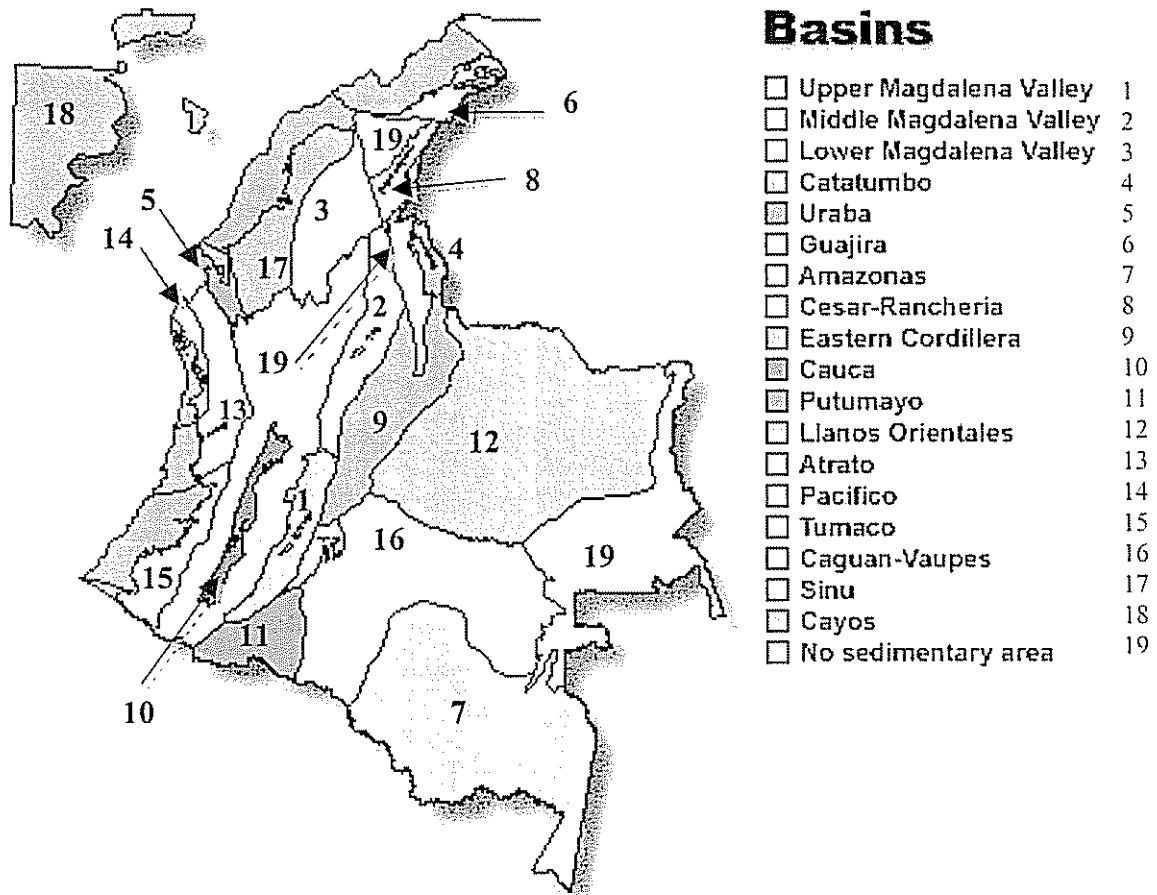 Basins
Upper Magdalena Valley 1
Middle Magdalena Valley 2
Lower Magdalena Valley 3
Catatumbo 4
Uraba 5
Guajira 6
Amazonas 7
Cesar-Rancheria 8
Eastern Cordillera 9
Cauca 10
Putumayo 11
Llanos Orientales 12
Atrato 13
Pacifico 14
Tumaco 15
Caguan-Vaupes 16
Sinu 17
Cayos 18
No sedimentary area 19
18
6
19
8
5
3
14
17
4
2
19
13
9
12
1
16
19
15
11
10
7